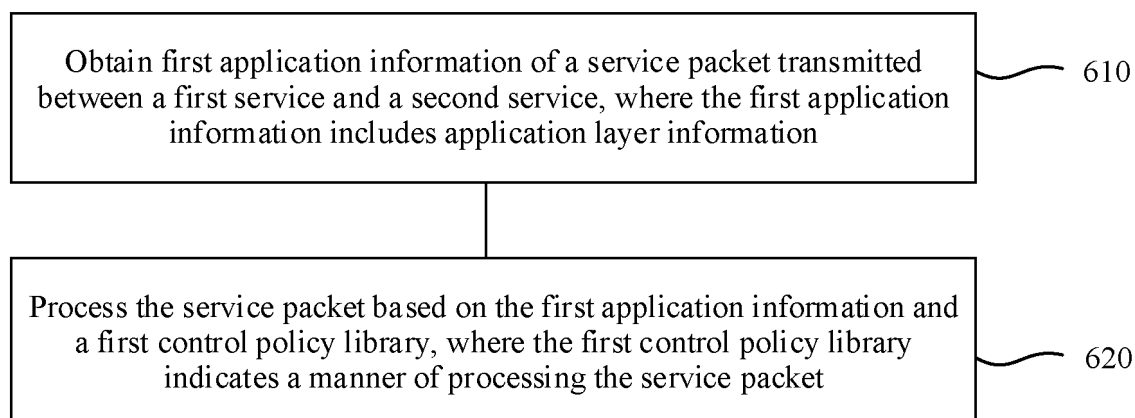 Obtain first application information of a service packet transmitted
between a first service and a second service, where the first application
information includes application layer information
610
Process the service packet based on the first application information and
a first control policy library, where the first control policy library
indicates a manner of processing the service packet
620